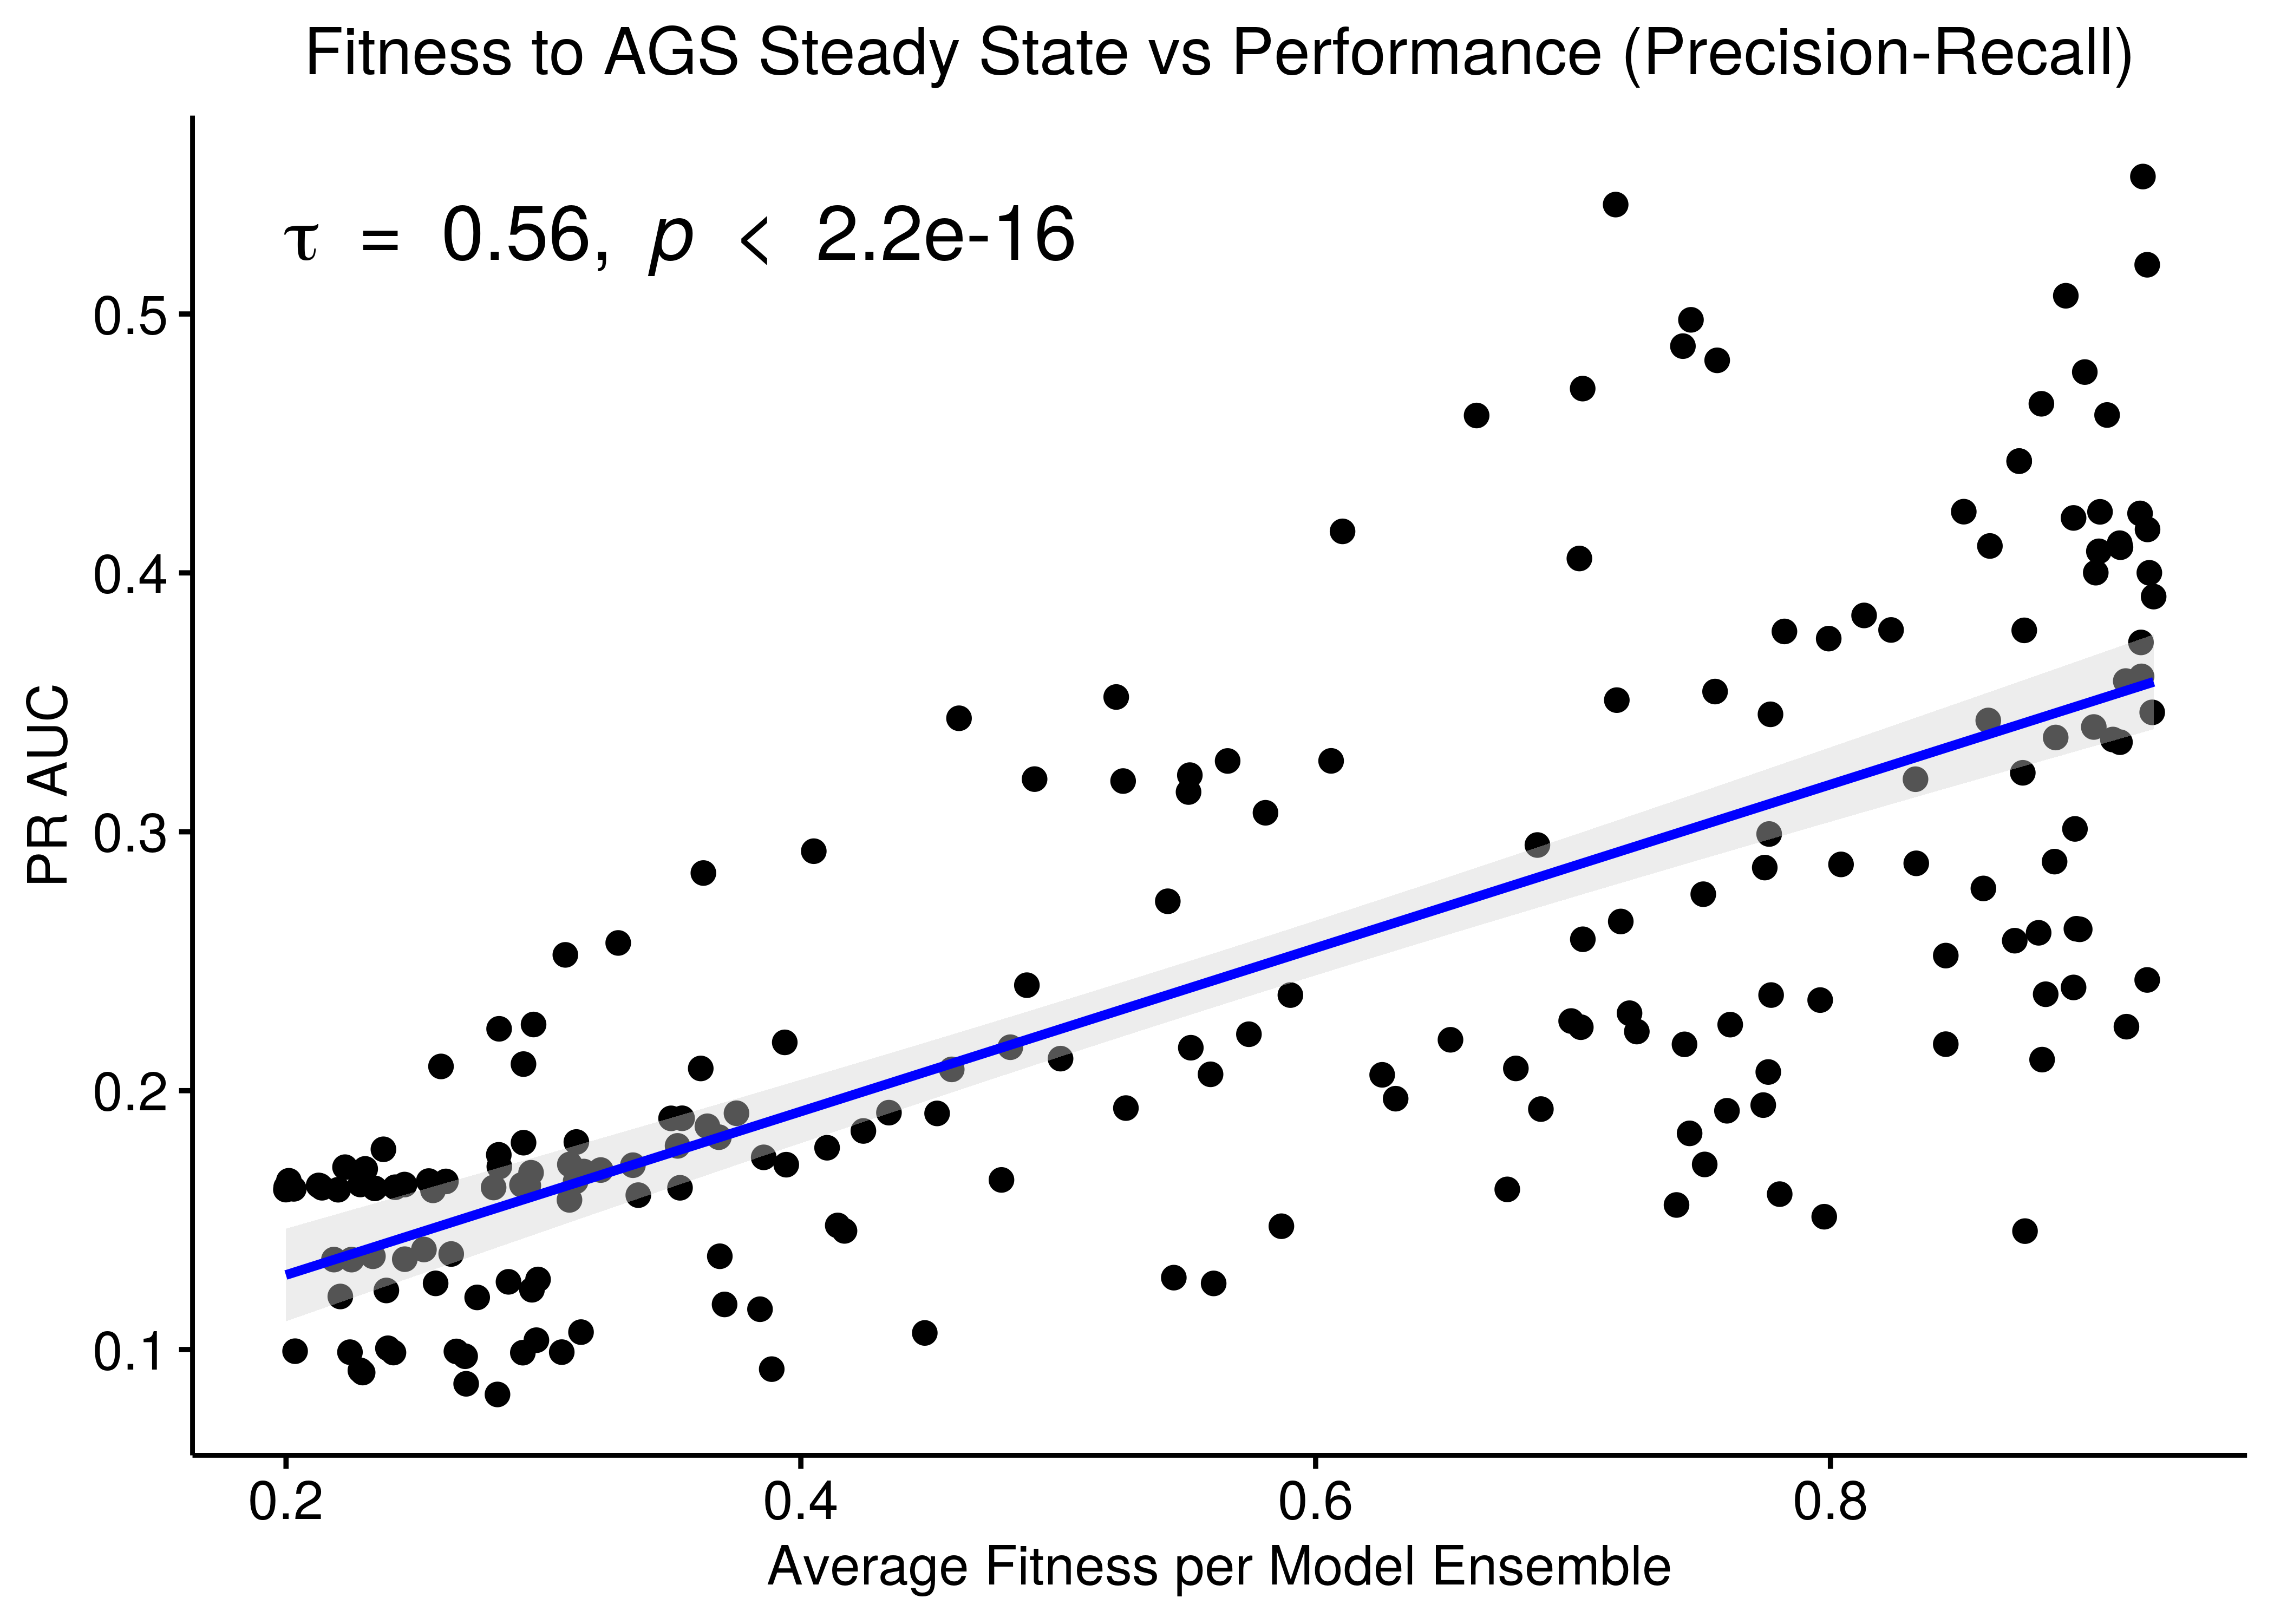 Fitness to AGS Steady State vs Performance (Precision-Recall)
τ = 0.56, p < 2.2e-16
PR AUC
0.5
0.4
0.3
0.2
0.1
0.2 0.4 0.6 0.8
Average Fitness per Model Ensemble